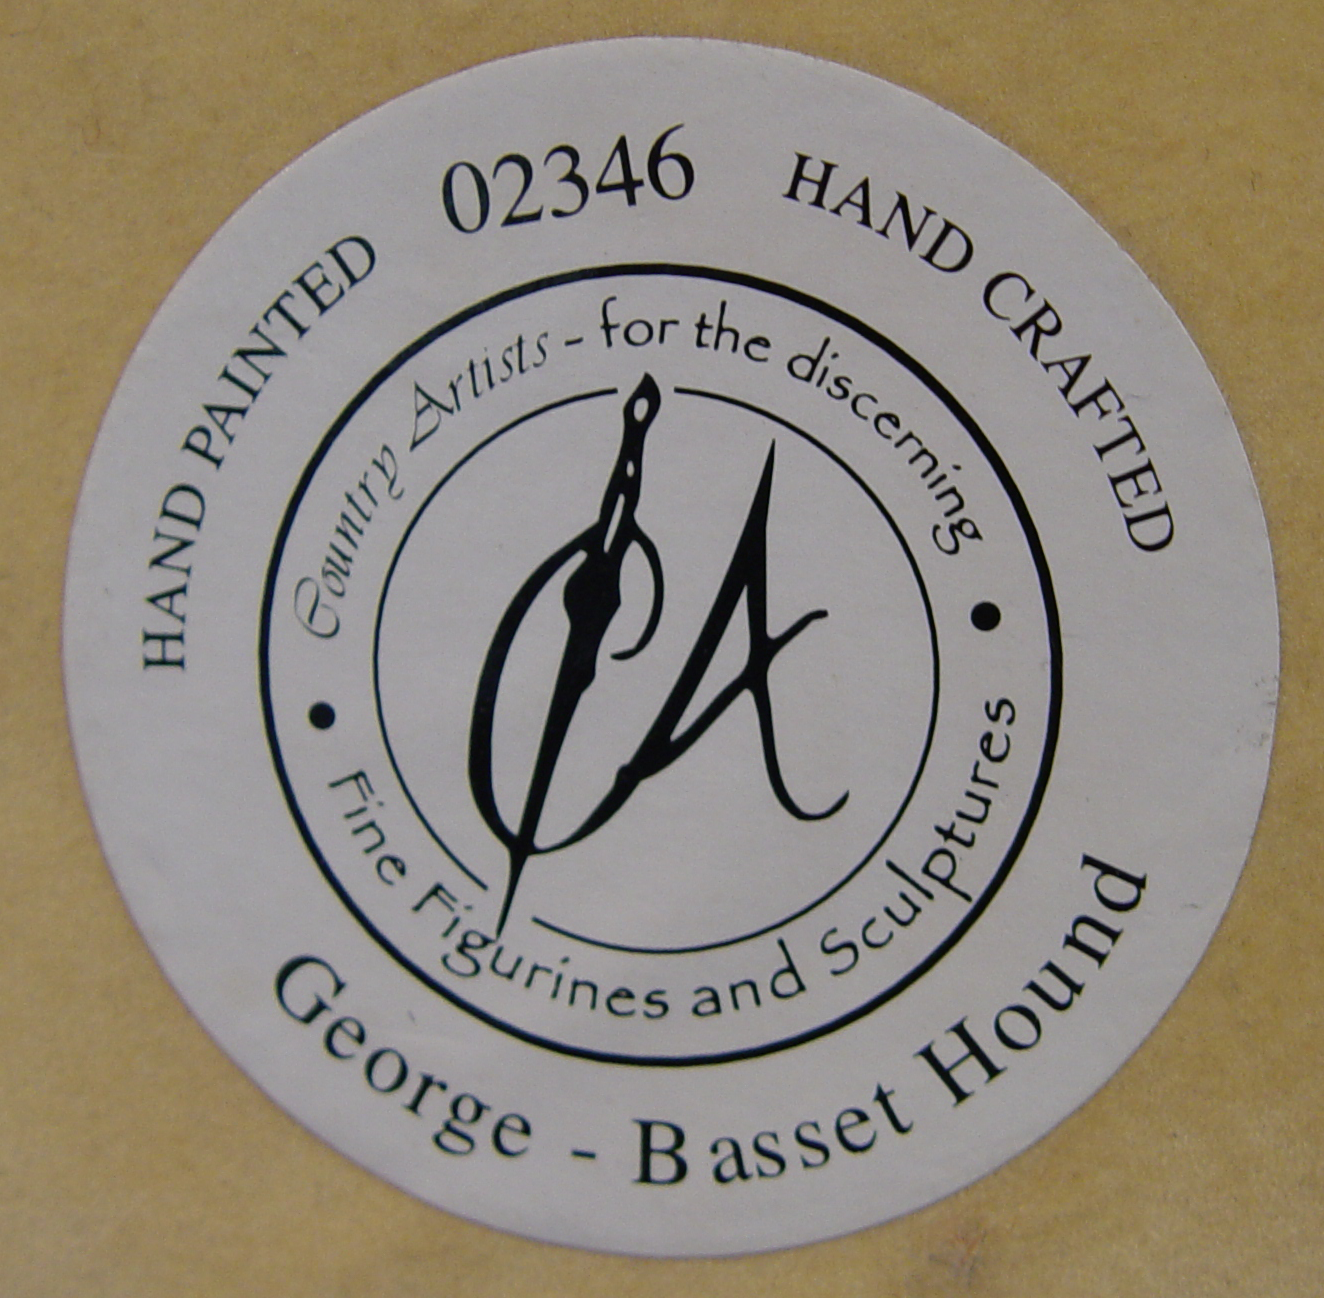 HAND PAINTED 02346 HAND CRAFTED
Country Artists - for the discerning
CA
Fine Figurines and Sculptures
George - Basset Hound